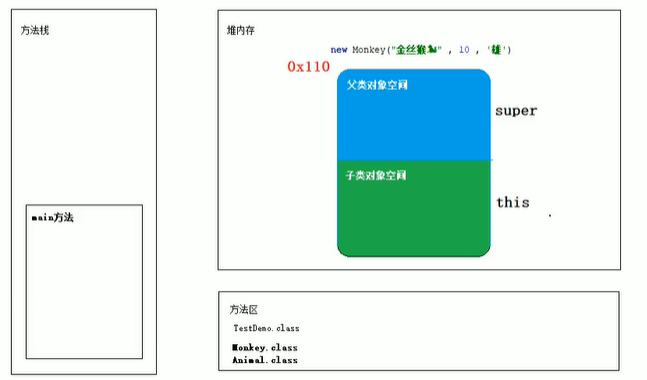 方法栈
main方法
堆内存
new Monkey("金丝猴🐒" , 10 , '雄')
0x110
父类对象空间
super
子类对象空间
this
方法区
TestDemo.class
Monkey.class
Animal.class